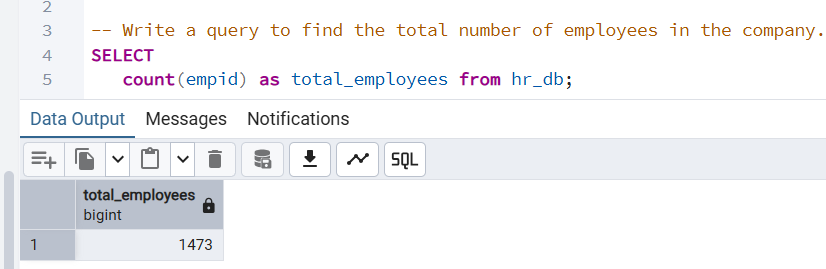 2
3 -- Write a query to find the total number of employees in the company.
4 SELECT
5 count(empid) as total_employees from hr_db;
Data Output Messages Notifications
SQL
total_employees
bigint
1 1473